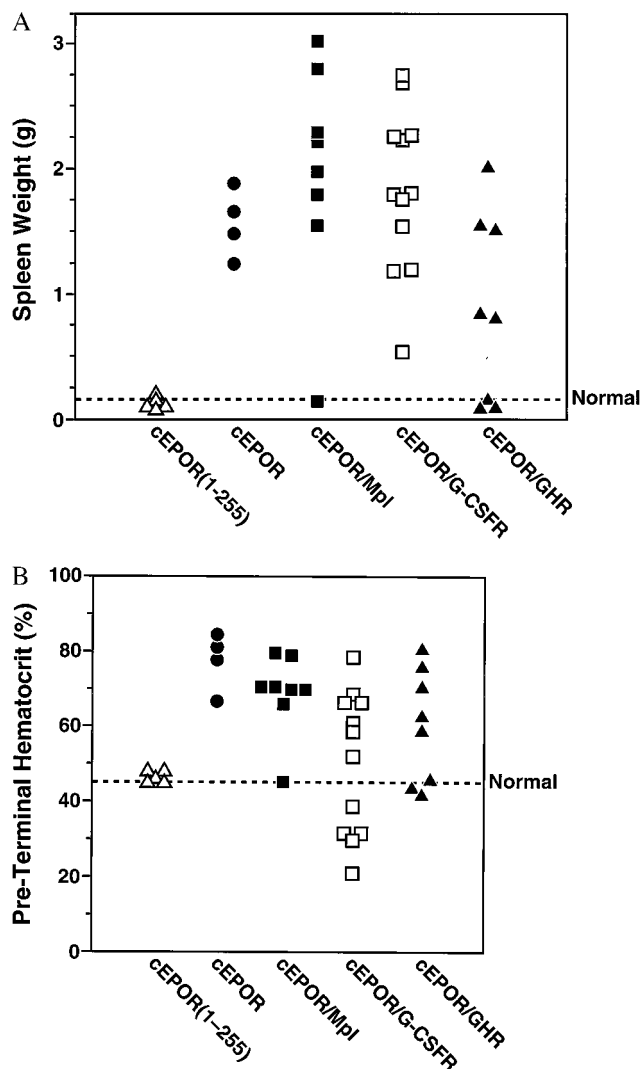 A
Spleen Weight (g)
3
2
1
0
Normal
cEPOR(1-255)
cEPOR
cEPOR/Mpl
cEPOR/G-CSFR
cEPOR/GHR
B
Pre-Terminal Hematocrit (%)
100
80
60
40
20
0
Normal
cEPOR(1–255)
cEPOR
cEPOR/Mpl
cEPOR/G-CSFR
cEPOR/GHR